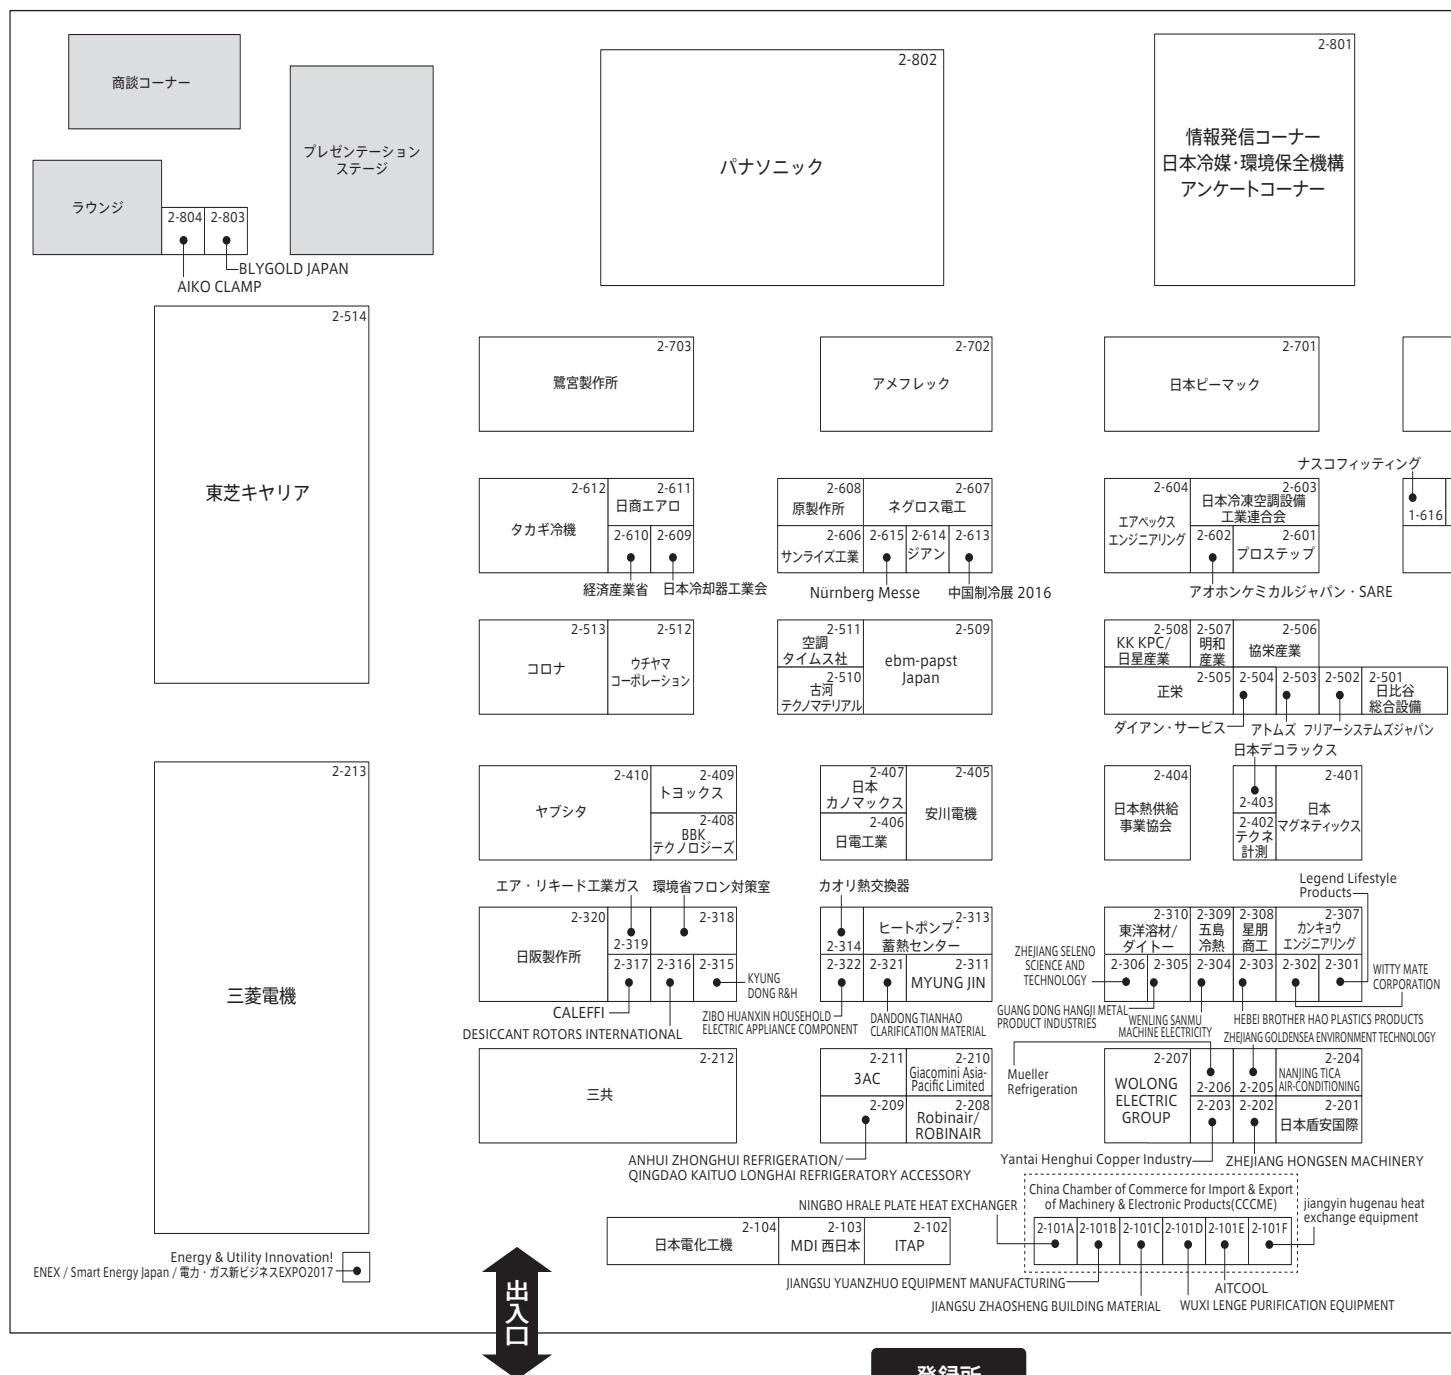 商談コーナー
プレゼンテーション
ステージ
ラウンジ
2-804
2-803
BLYGOLD JAPAN
AIKO CLAMP
2-802
パナソニック
2-801
情報発信コーナー
日本冷媒・環境保全機構
アンケートコーナー
2-514
東芝キヤリア
2-703
鷺宮製作所
2-702
アメフレック
2-701
日本ピーマック
ナスコフィッティング
1-616
2-612
タカギ冷機
2-611
日商エアロ
2-610
2-609
経済産業省
日本冷却器工業会
2-608
原製作所
2-607
ネグロス電工
2-606
サンライズ工業
2-615
2-614
ジアン
2-613
Nürnberg Messe
中国制冷展 2016
2-604
エアペックス
エンジニアリング
2-603
日本冷凍空調設備
工業連合会
2-602
2-601
プロステップ
アオホンケミカルジャパン・SARE
2-513
コロナ
2-512
ウチヤマ
コーポレーション
2-511
空調
タイムス社
2-510
古河
テクノマテリアル
2-509
ebm-papst
Japan
2-508
KK KPC/
日星産業
2-507
明和
産業
2-506
協栄産業
2-505
正栄
2-504
2-503
2-502
2-501
日比谷
総合設備
ダイアン・サービス
アトムズ
フリアーシステムズジャパン
日本デコラックス
2-213
三菱電機
2-410
ヤブシタ
2-409
トヨックス
2-408
BBK
テクノロジーズ
2-407
日本
カノマックス
2-406
日電工業
2-405
安川電機
2-404
日本熱供給
事業協会
2-403
2-402
テクネ
計測
2-401
日本
マグネティックス
エア・リキード工業ガス
環境省フロン対策室
カオリ熱交換器
Legend Lifestyle
Products
2-320
日阪製作所
2-319
2-318
2-317
2-316
2-315
CALEFFI
DESICCANT ROTORS INTERNATIONAL
KYUNG
DONG R&H
2-314
2-313
ヒートポンプ・
蓄熱センター
2-322
2-321
2-311
MYUNG JIN
ZIBO HUANXIN HOUSEHOLD
ELECTRIC APPLIANCE COMPONENT
DANDONG TIANHAO
CLARIFICATION MATERIAL
2-310
東洋溶材/
ダイトー
2-309
五島
冷熱
2-308
星朋
商工
2-307
カンキョウ
エンジニアリング
2-306
2-305
2-304
2-303
2-302
2-301
ZHEJIANG SELENO
SCIENCE AND
TECHNOLOGY
WITTY MATE
CORPORATION
GUANG DONG HANGJI METAL
PRODUCT INDUSTRIES
WENLING SANMU
MACHINE ELECTRICITY
HEBEI BROTHER HAO PLASTICS PRODUCTS
ZHEJIANG GOLDENSEA ENVIRONMENT TECHNOLOGY
2-212
三共
2-211
3AC
2-210
Giacomini Asia-
Pacific Limited
2-209
2-208
Robinair/
ROBINAIR
ANHUI ZHONGHUI REFRIGERATION/
QINGDAO KAITUO LONGHAI REFRIGERATORY ACCESSORY
Mueller
Refrigeration
2-207
WOLONG
ELECTRIC
GROUP
2-206
2-205
2-204
NANJING TICA
AIR-CONDITIONING
2-203
2-202
2-201
日本盾安国際
Yantai Henghui Copper Industry
ZHEJIANG HONGSEN MACHINERY
China Chamber of Commerce for Import & Export
of Machinery & Electronic Products(CCCME)
NINGBO HRALE PLATE HEAT EXCHANGER
jiangyin hugenau heat
exchange equipment
2-104
日本電化工機
2-103
MDI 西日本
2-102
ITAP
2-101A
2-101B
2-101C
2-101D
2-101E
2-101F
JIANGSU YUANZHUO EQUIPMENT MANUFACTURING
AITCOOL
JIANGSU ZHAOSHENG BUILDING MATERIAL
WUXI LENGE PURIFICATION EQUIPMENT
Energy & Utility Innovation!
ENEX / Smart Energy Japan / 電力・ガス新ビジネスEXPO2017
出入口
登録所